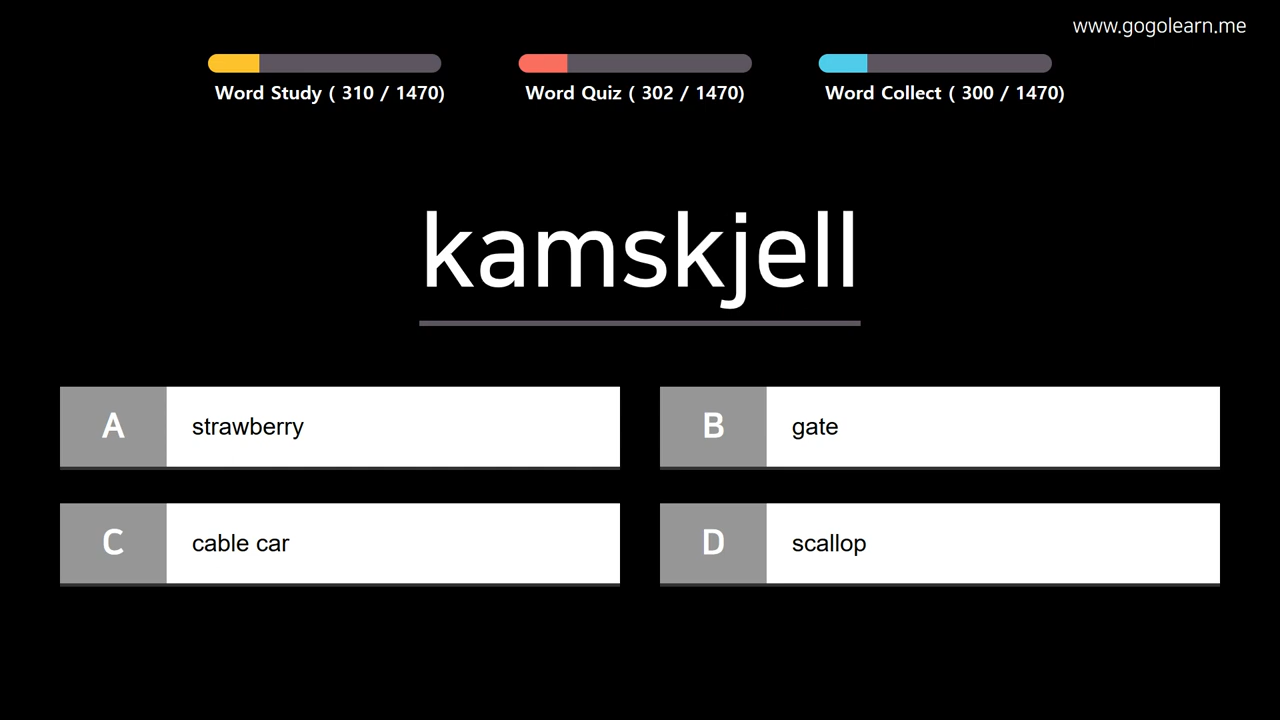 www.gogolearn.me
Word Study ( 310 / 1470)
Word Quiz ( 302 / 1470)
Word Collect ( 300 / 1470)
kamskjell
A
strawberry
B
gate
C
cable car
D
scallop